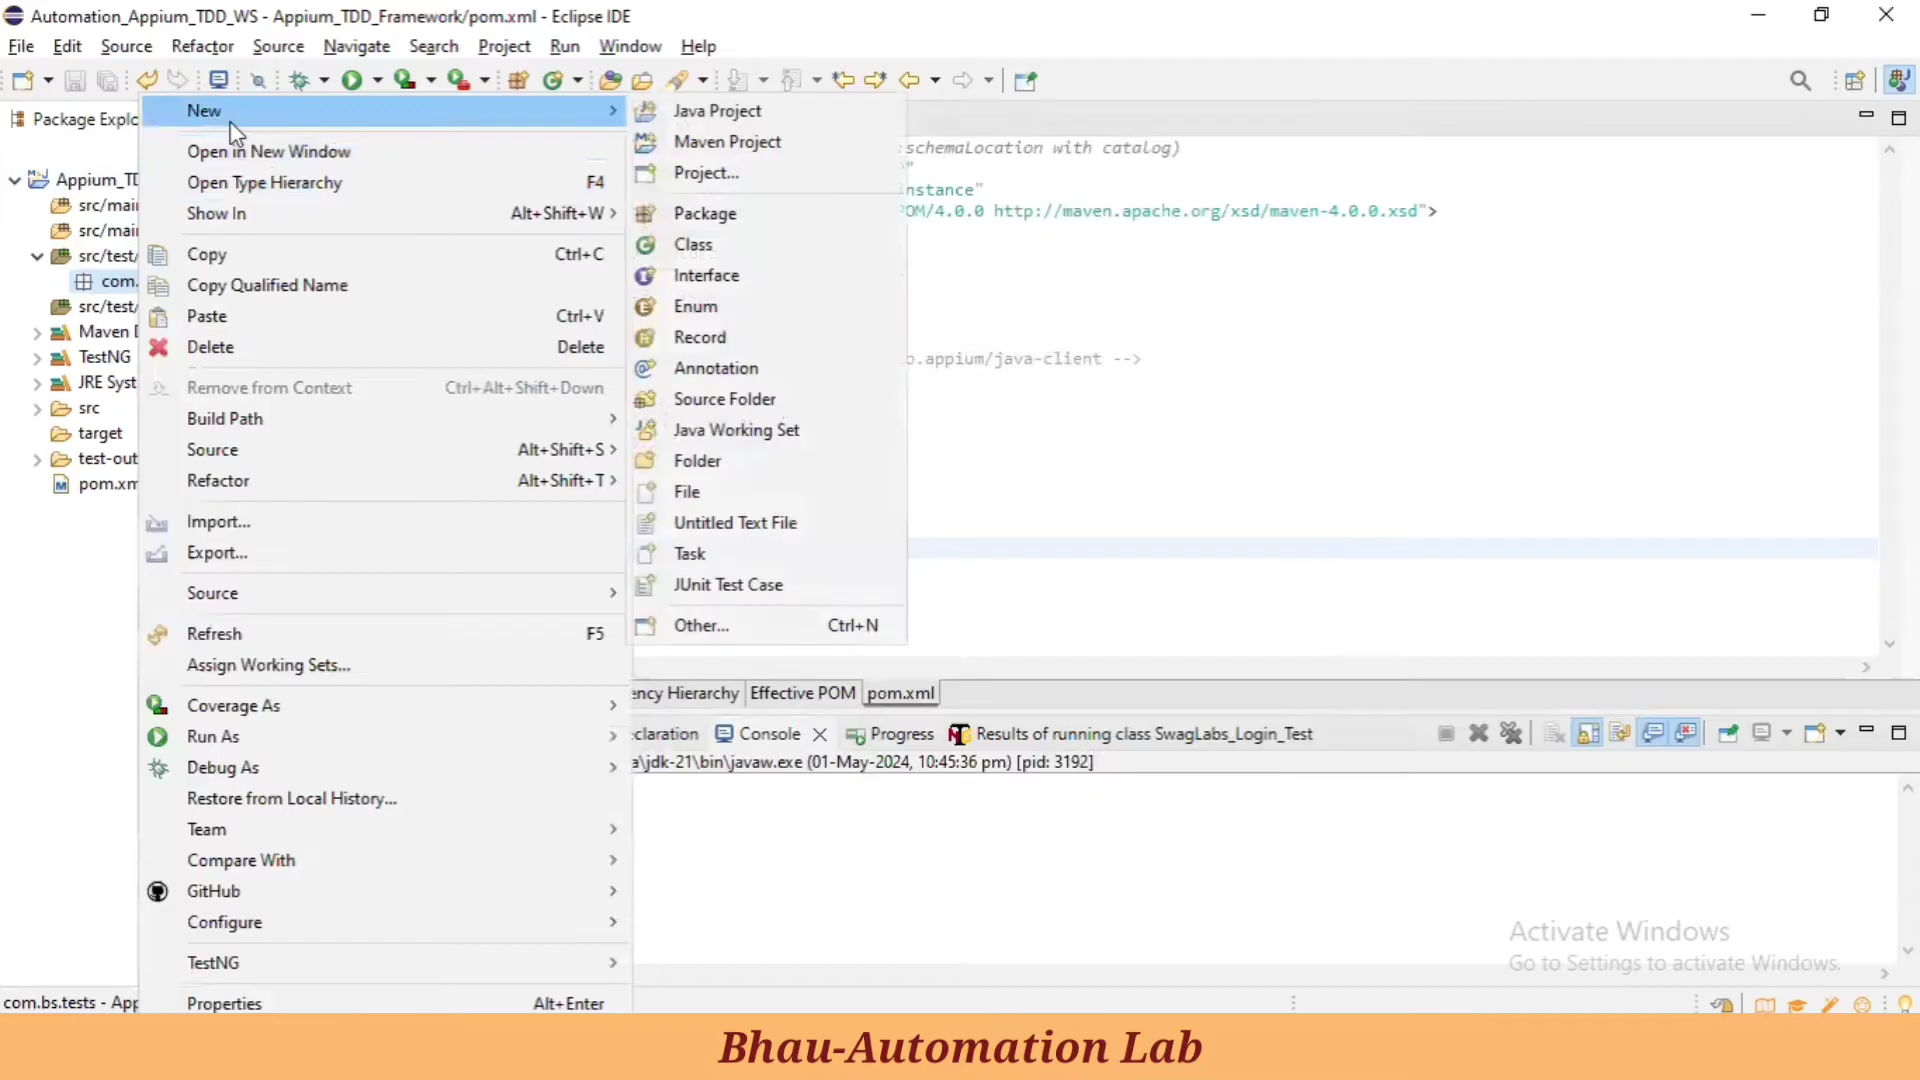 Automation_Appium_TDD_WS - Appium_TDD_Framework/pom.xml - Eclipse IDE
File Edit Source Refactor Source Navigate Search Project Run Window Help
Package Explo
Appium_TD
src/mai
src/mai
src/test/
com.
src/test/
Maven D
TestNG
JRE Syst
src
target
test-out
pom.xm
New
Open in New Window
Open Type Hierarchy F4
Show In Alt+Shift+W
Copy Ctrl+C
Copy Qualified Name
Paste Ctrl+V
Delete Delete
Remove from Context Ctrl+Alt+Shift+Down
Build Path
Source Alt+Shift+S
Refactor Alt+Shift+T
Import...
Export...
Source
Refresh F5
Assign Working Sets...
Coverage As
Run As
Debug As
Restore from Local History...
Team
Compare With
GitHub
Configure
TestNG
Properties Alt+Enter
Java Project
Maven Project
Project...
Package
Class
Interface
Enum
Record
Annotation
Source Folder
Java Working Set
Folder
File
Untitled Text File
Task
JUnit Test Case
Other... Ctrl+N
schemaLocation with catalog)
nstance"
OM/4.0.0 http://maven.apache.org/xsd/maven-4.0.0.xsd">
o.appium/java-client -->
ency Hierarchy Effective POM pom.xml
eclaration Console Progress Results of running class SwagLabs_Login_Test
a\jdk-21\bin\javaw.exe (01-May-2024, 10:45:36 pm) [pid: 3192]
Activate Windows
Go to Settings to activate Windows.
com.bs.tests - App
Bhau-Automation Lab